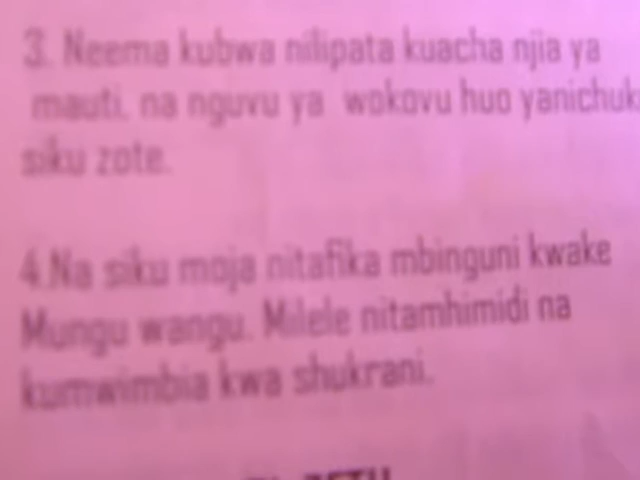 3. Neema kubwa nilipata kuacha njia ya
mauti, na nguvu ya wokovu huo yanichuk
siku zote.
4.Na siku moja nitafika mbinguni kwake
Mungu wangu. Milele nitamhimidi na
kumwimbia kwa shukrani.